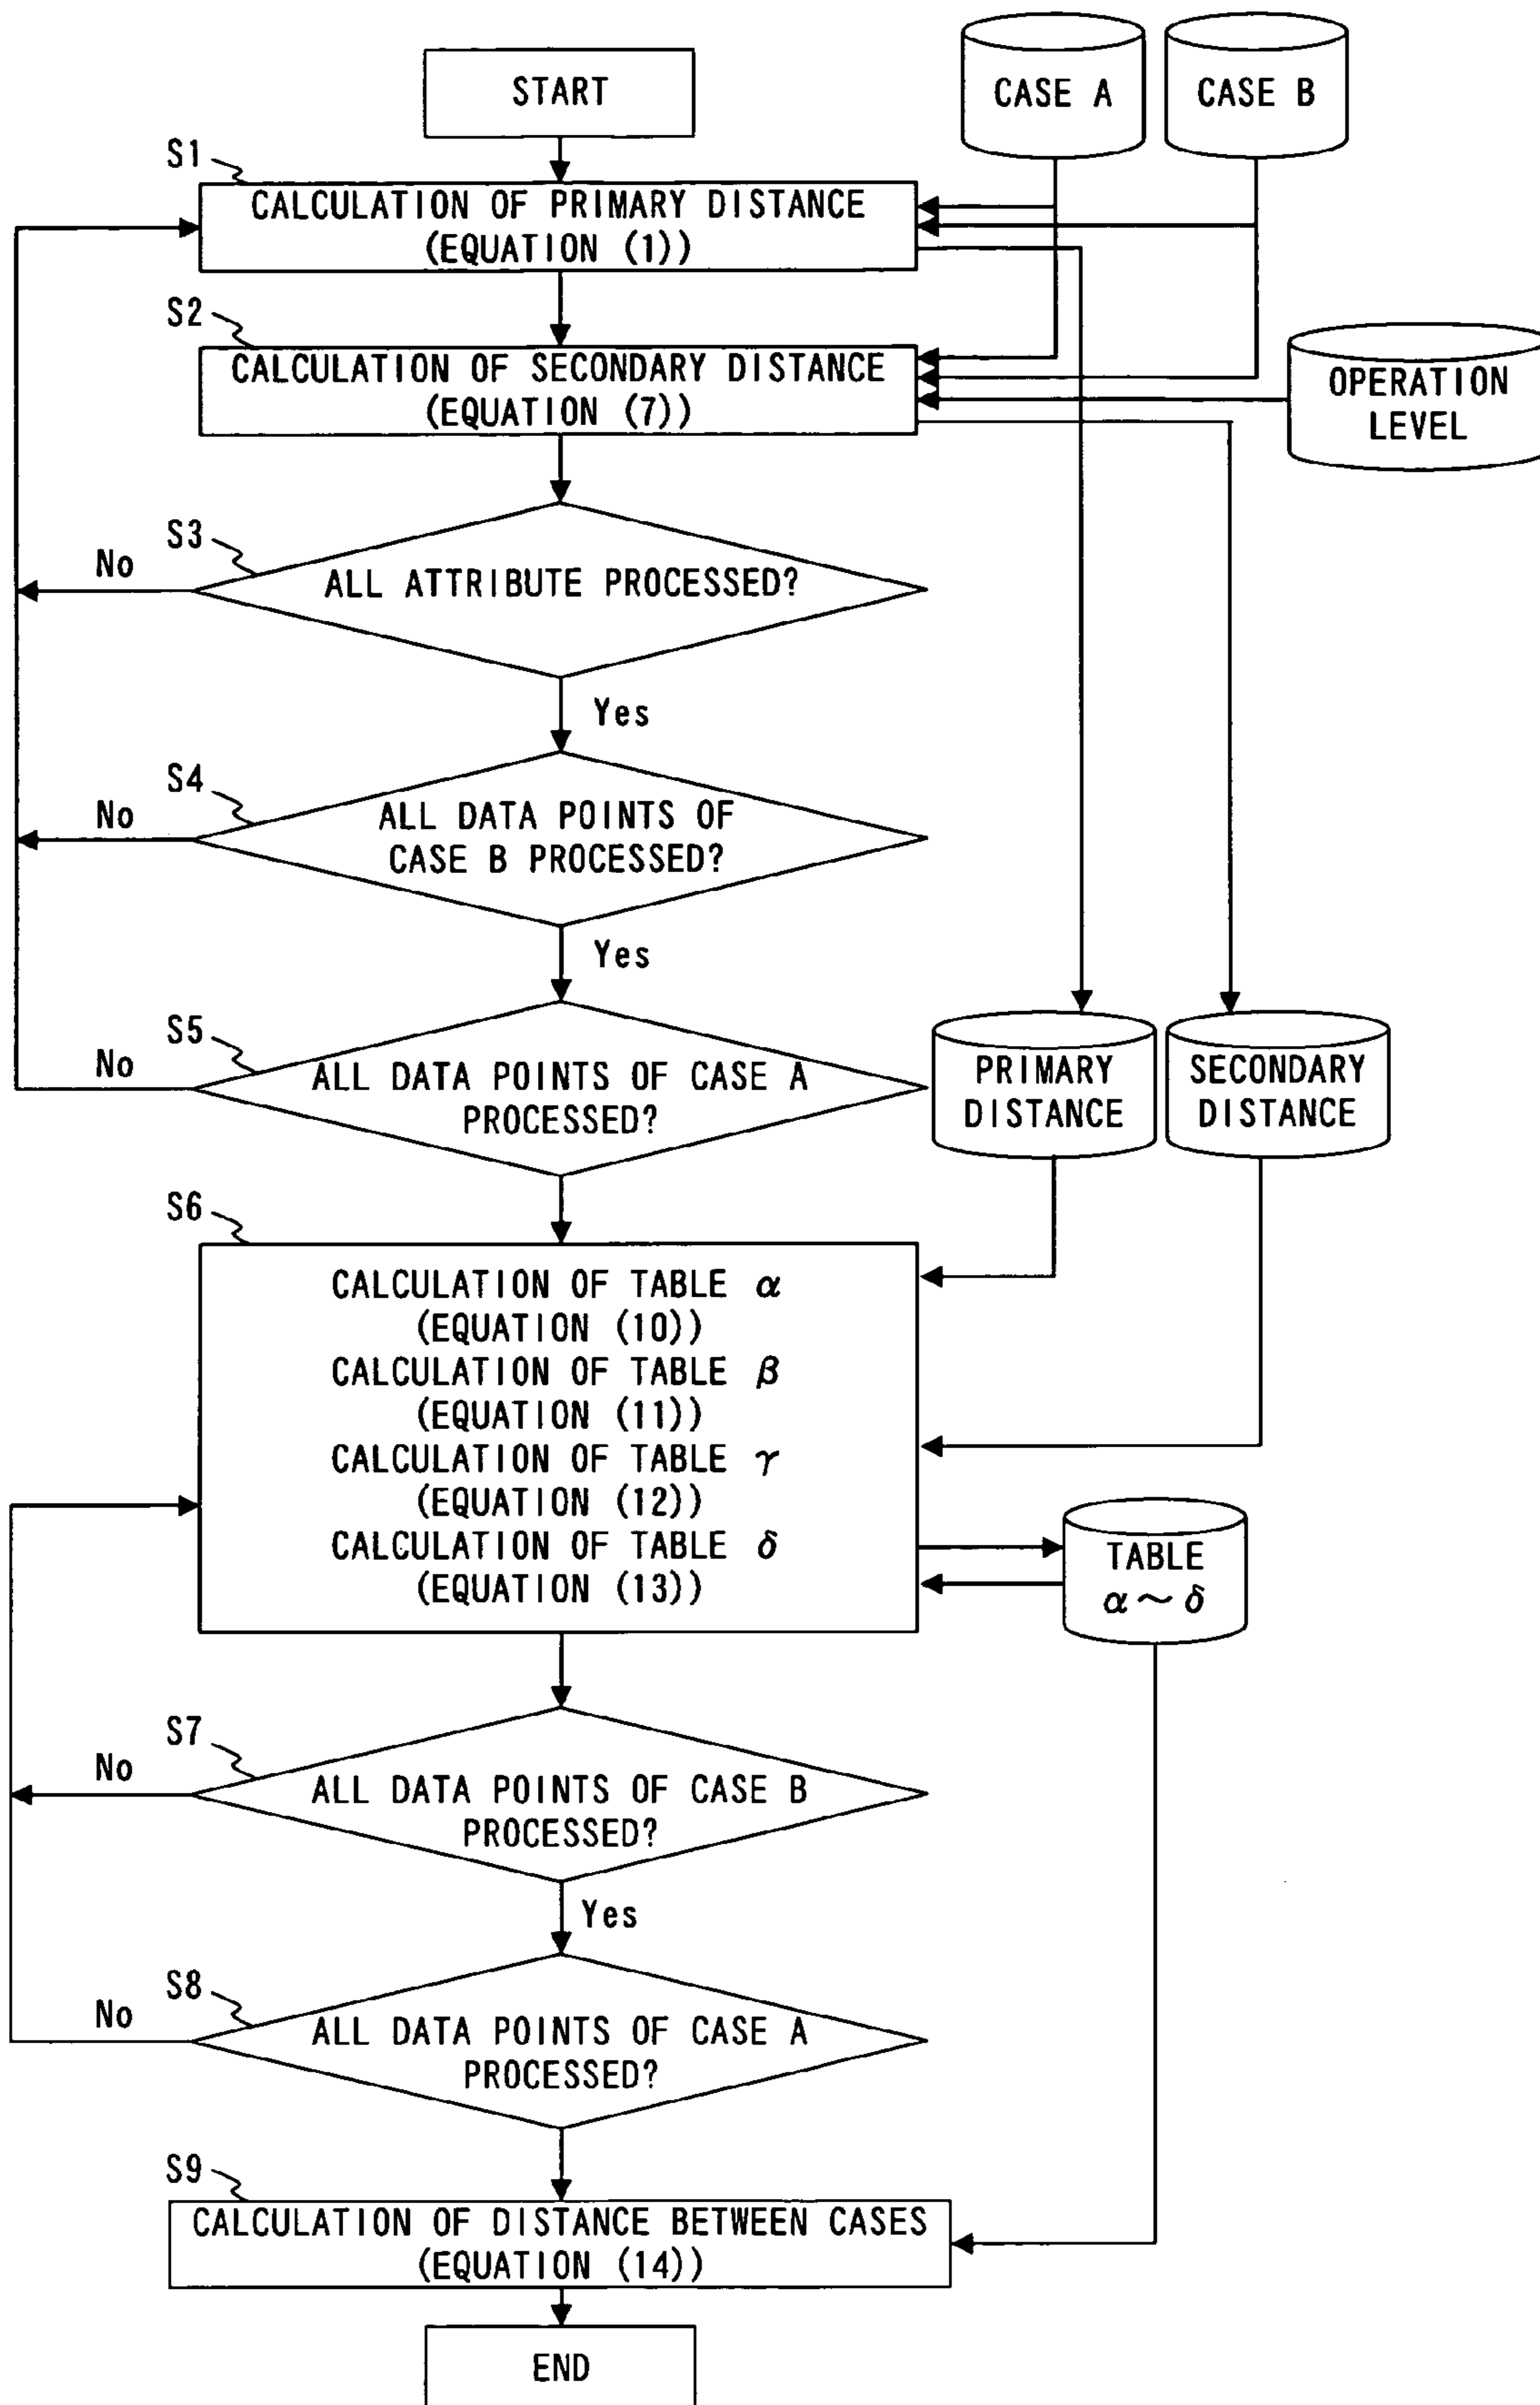 START
CASE A
CASE B
S1
CALCULATION OF PRIMARY DISTANCE
(EQUATION (1))
S2
CALCULATION OF SECONDARY DISTANCE
(EQUATION (7))
OPERATION
LEVEL
S3
No
ALL ATTRIBUTE PROCESSED?
Yes
S4
No
ALL DATA POINTS OF
CASE B PROCESSED?
Yes
S5
No
ALL DATA POINTS OF CASE A
PROCESSED?
PRIMARY
DISTANCE
SECONDARY
DISTANCE
S6
CALCULATION OF TABLE α
(EQUATION (10))
CALCULATION OF TABLE β
(EQUATION (11))
CALCULATION OF TABLE γ
(EQUATION (12))
CALCULATION OF TABLE δ
(EQUATION (13))
TABLE
α～δ
S7
No
ALL DATA POINTS OF CASE B
PROCESSED?
Yes
S8
No
ALL DATA POINTS OF CASE A
PROCESSED?
S9
CALCULATION OF DISTANCE BETWEEN CASES
(EQUATION (14))
END